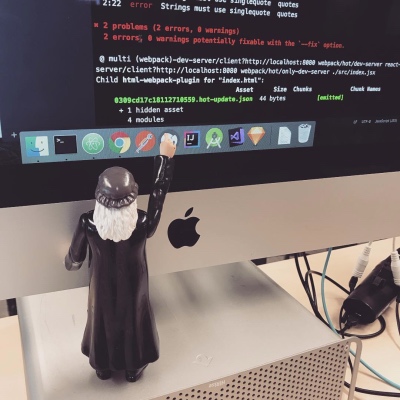 2:22 error Strings must use singlequote quotes
✖ 2 problems (2 errors, 0 warnings)
2 errors, 0 warnings potentially fixable with the `--fix` option.
@ multi (webpack)-dev-server/client?http://localhost:8080 webpack/hot/dev-server react-
server/client?http://localhost:8080 webpack/hot/only-dev-server ./src/index.jsx
Child html-webpack-plugin for "index.html":
Asset Size Chunks Chunk Names
0309cd17c18112710559.hot-update.json 44 bytes [emitted]
+ 1 hidden asset
4 modules
IJ